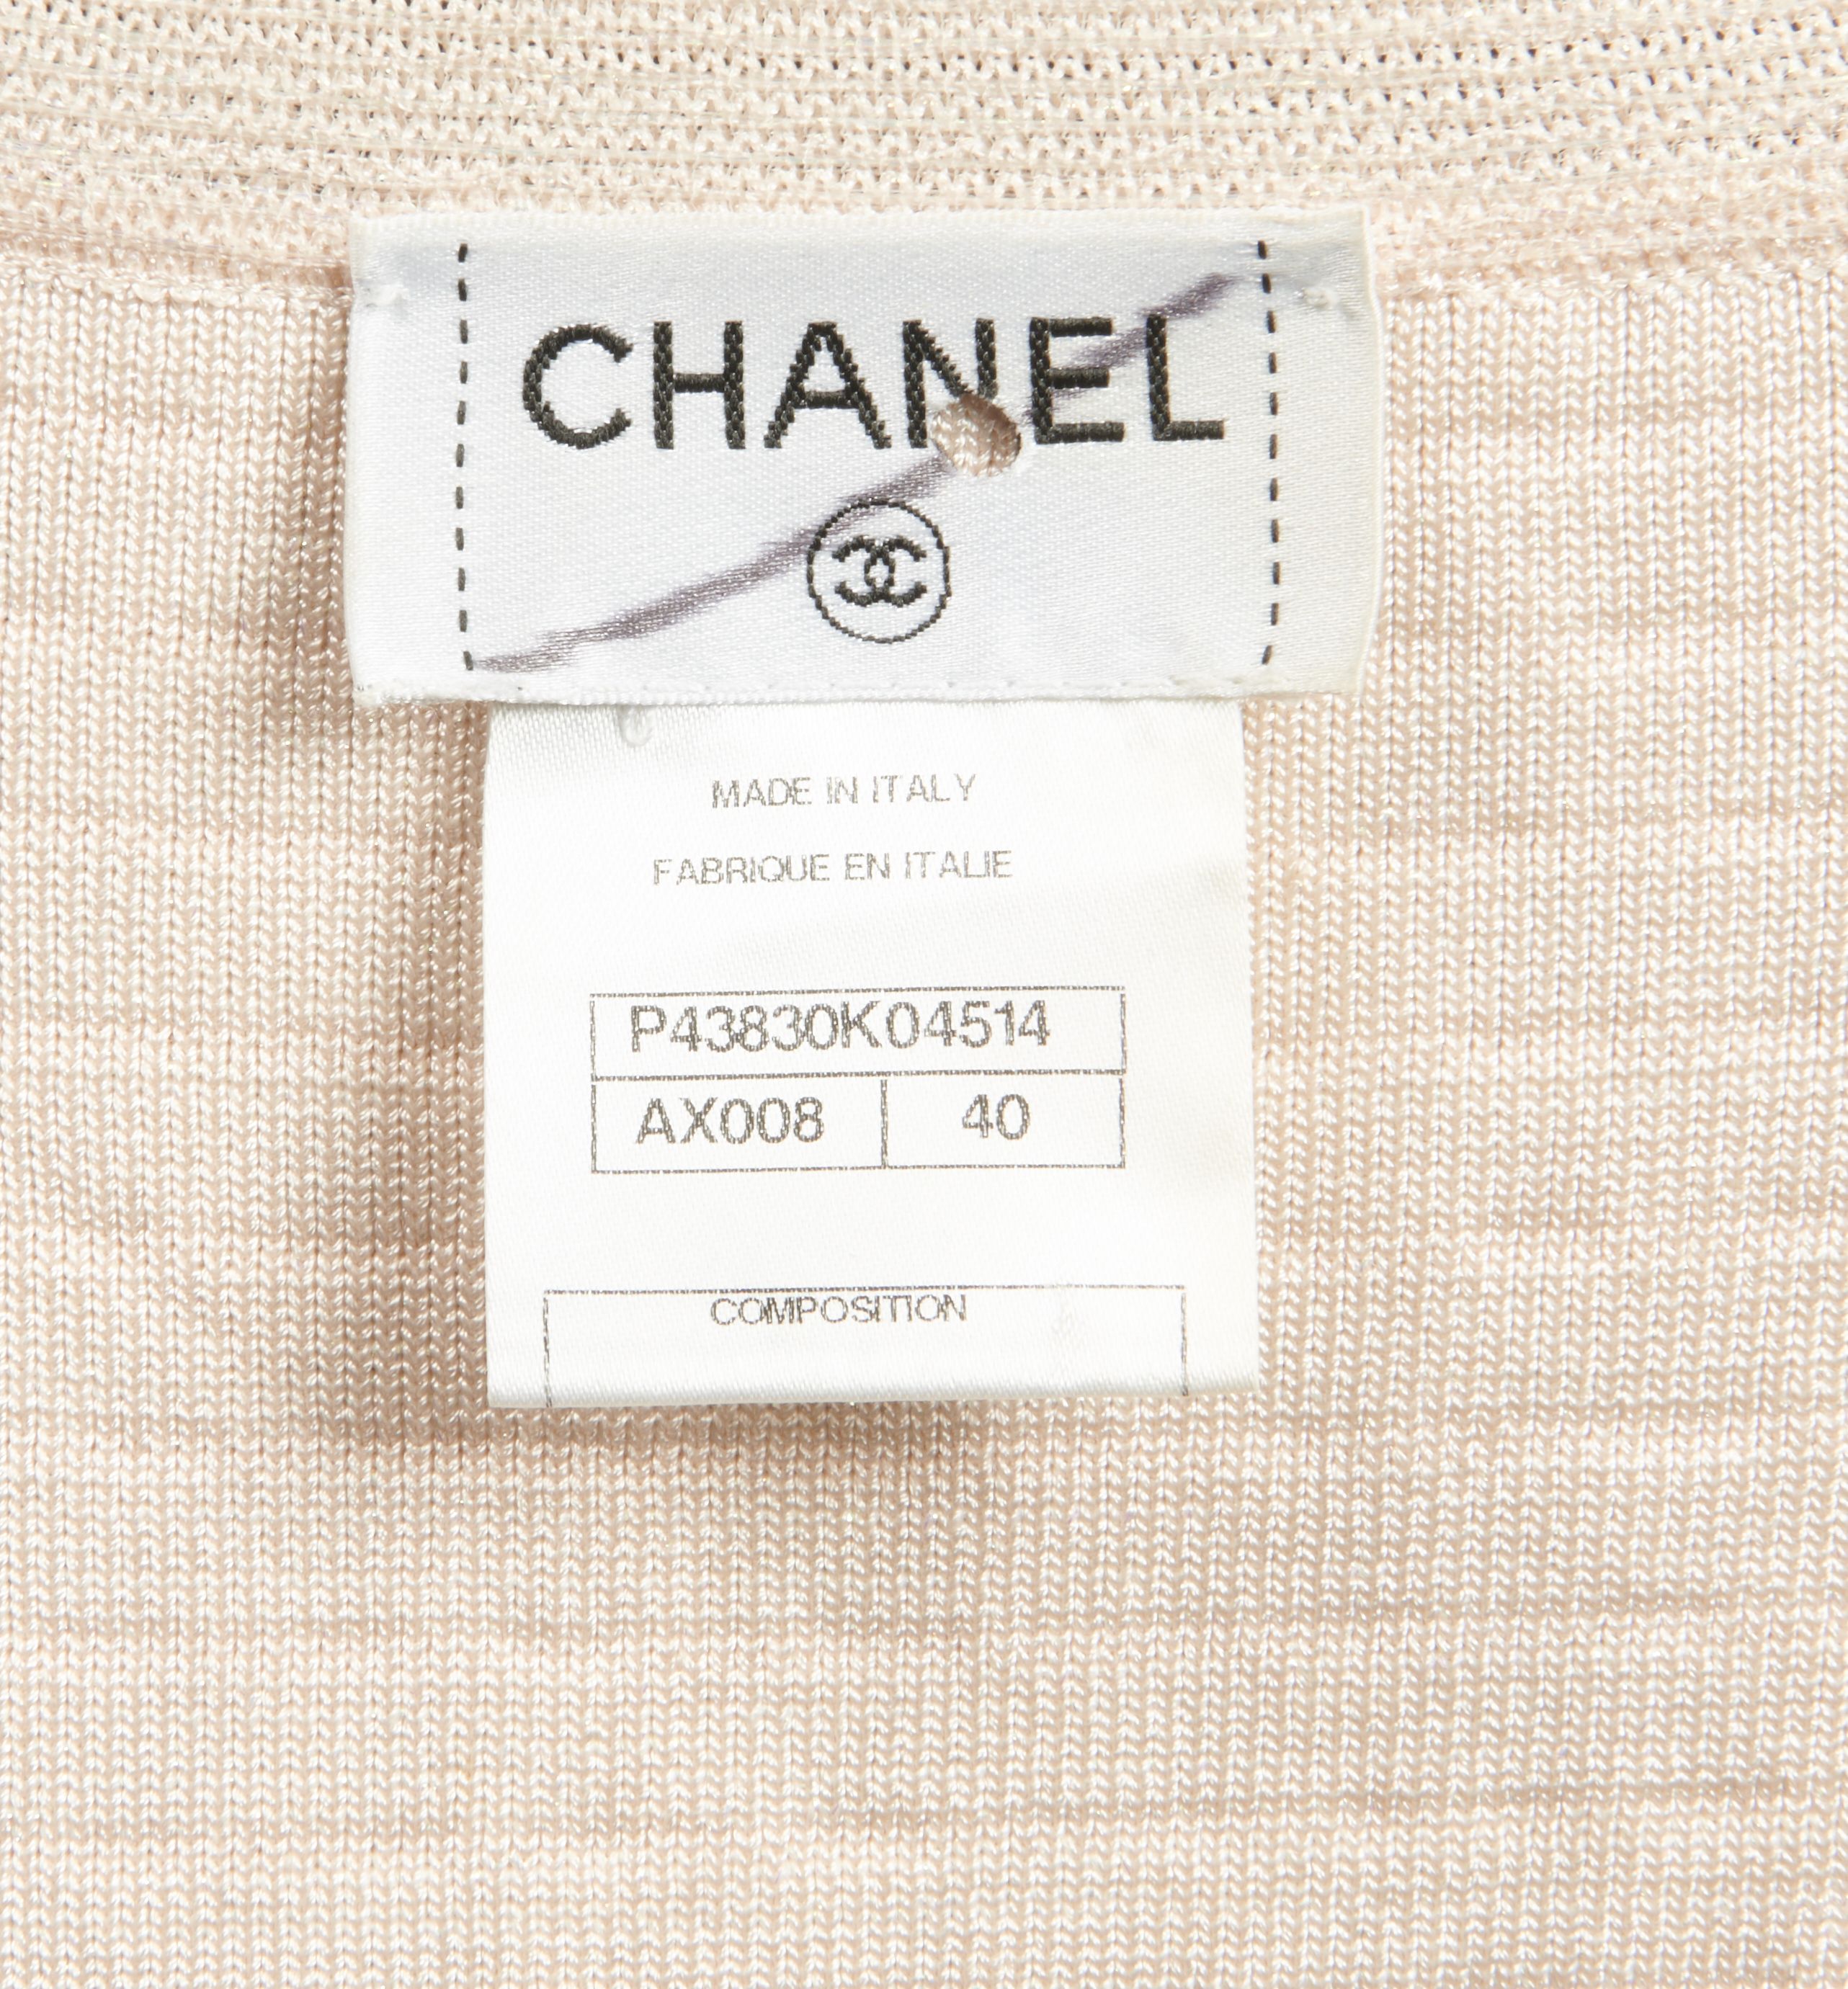 CHANEL
MADE IN ITALY
FABRIQUE EN ITALIE
P43830K04514
AX008 40
COMPOSITION